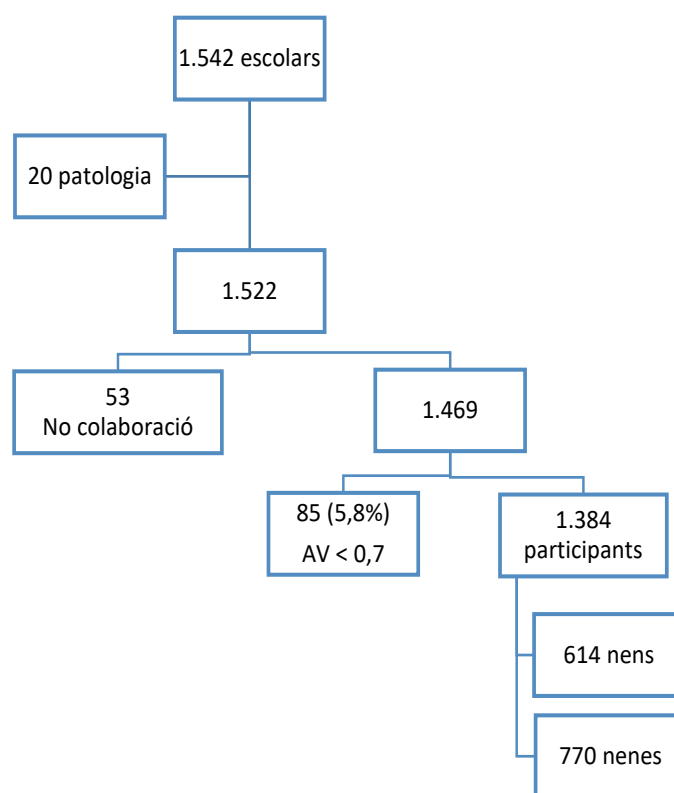 1.542 escolars
20 patologia
1.522
53
No colaboració
1.469
85 (5,8%)
AV < 0,7
1.384
participants
614 nens
770 nenes